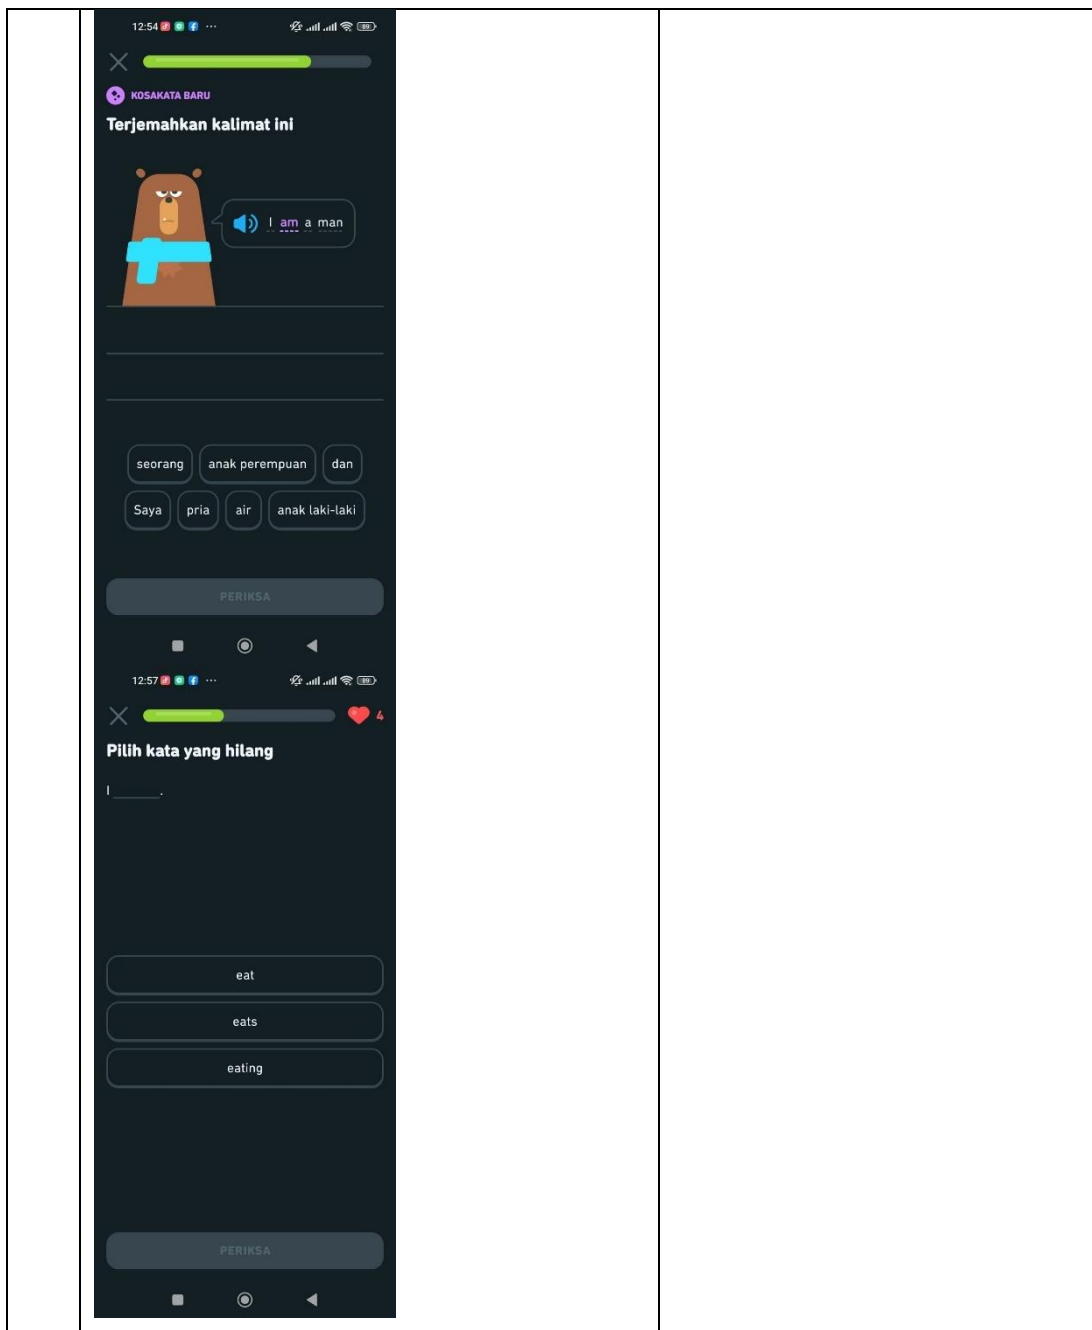 12:54 ···
KOSAKATA BARU
Terjemahkan kalimat ini
I am a man
seorang anak perempuan dan
Saya pria air anak laki-laki
PERIKSA
12:57 ···
4
Pilih kata yang hilang
I ______.
eat
eats
eating
PERIKSA